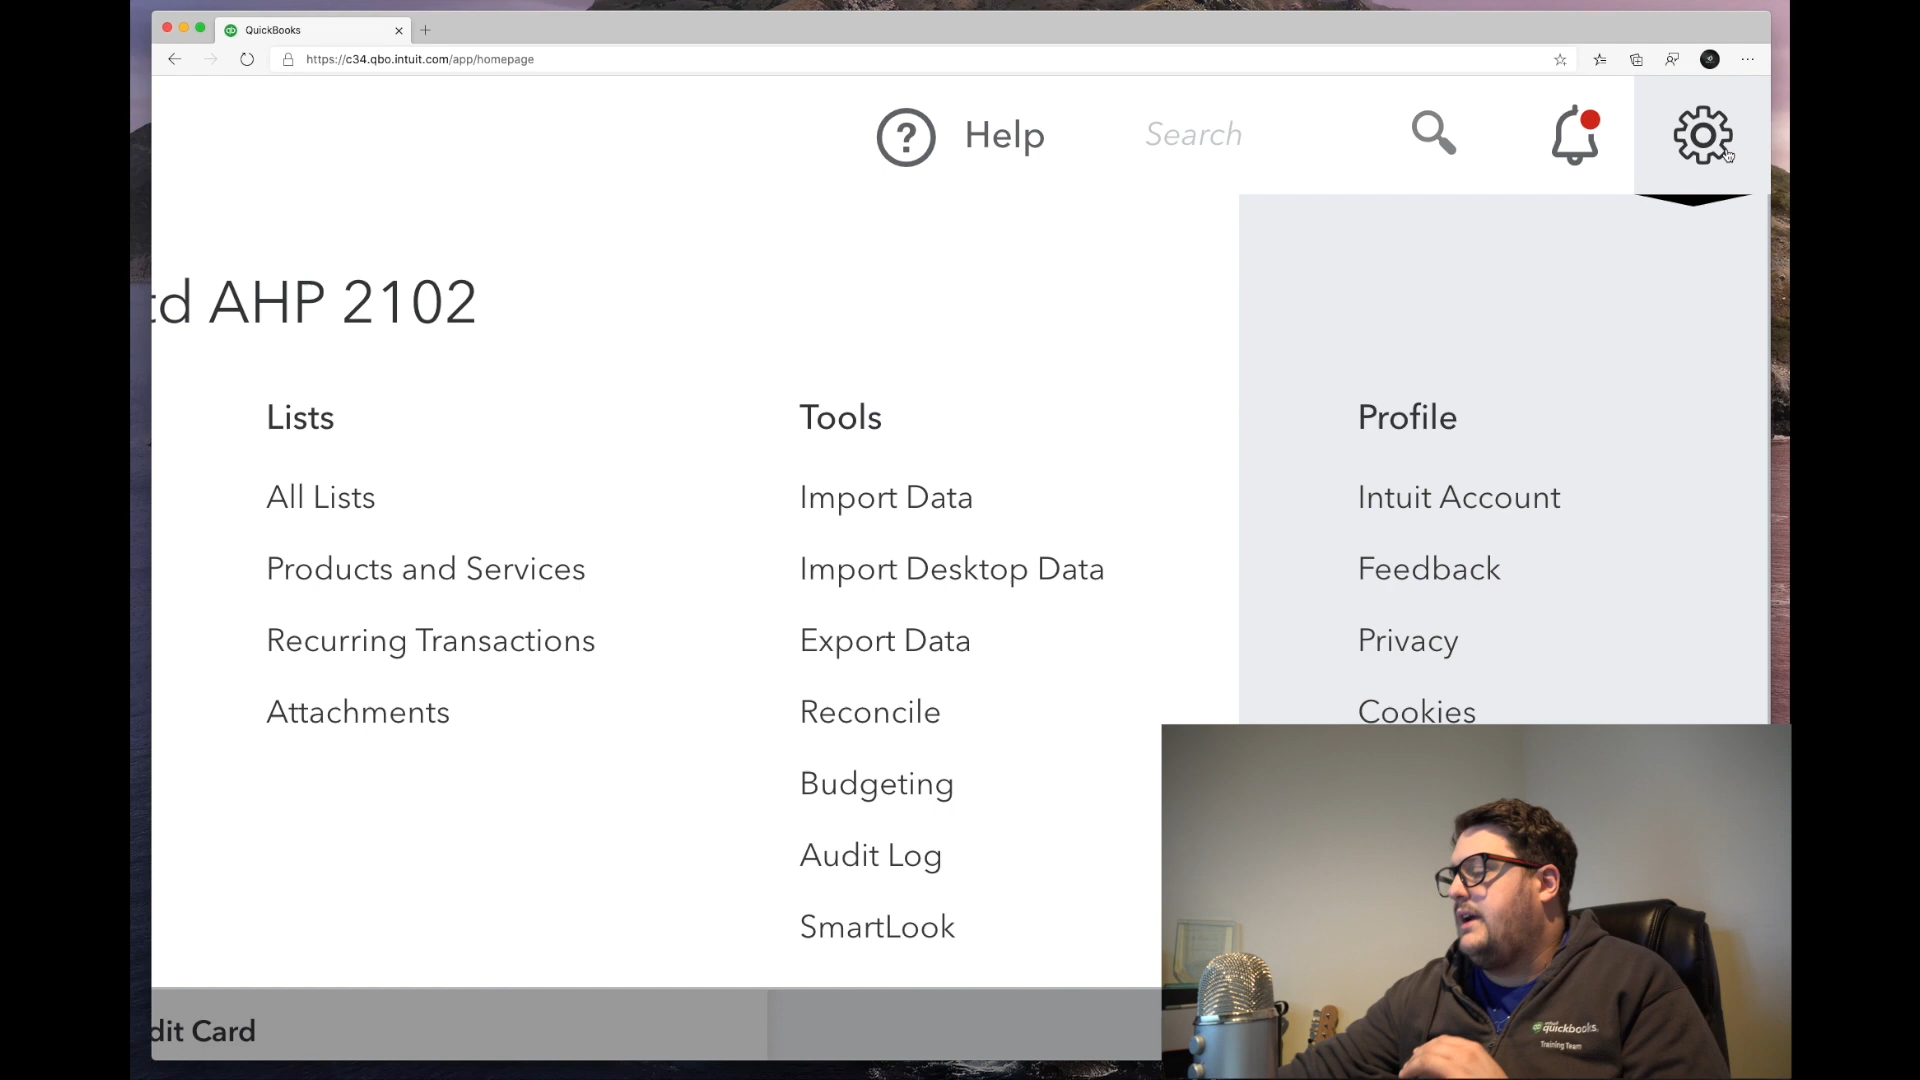 QuickBooks
https://c34.qbo.intuit.com/app/homepage
? Help Search
td AHP 2102
Lists
All Lists
Products and Services
Recurring Transactions
Attachments
Tools
Import Data
Import Desktop Data
Export Data
Reconcile
Budgeting
Audit Log
SmartLook
Profile
Intuit Account
Feedback
Privacy
Cookies
dit Card
quickbooks.
Training Team